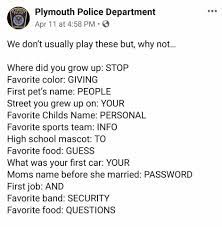 Plymouth Police Department
Apr 11 at 4:58 PM ·
We don't usually play these but, why not...
Where did you grow up: STOP
Favorite color: GIVING
First pet's name: PEOPLE
Street you grew up on: YOUR
Favorite Childs Name: PERSONAL
Favorite sports team: INFO
High school mascot: TO
Favorite food: GUESS
What was your first car: YOUR
Moms name before she married: PASSWORD
First job: AND
Favorite band: SECURITY
Favorite food: QUESTIONS